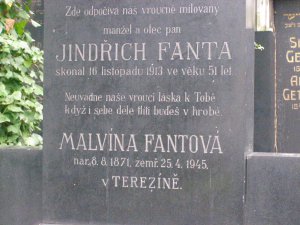 Zde odpočívá náš vroucně milovaný
manžel a otec pan
JINDŘICH FANTA
skonal 16. listopadu 1913 ve věku 51 let
Neuvadne naše vroucí láska k Tobě
když i sebe déle tlíti budeš v hrobě.
MALVÍNA FANTOVÁ
nar. 8. 8. 1871, zemř. 25. 4. 1945.
v TEREZÍNĚ.